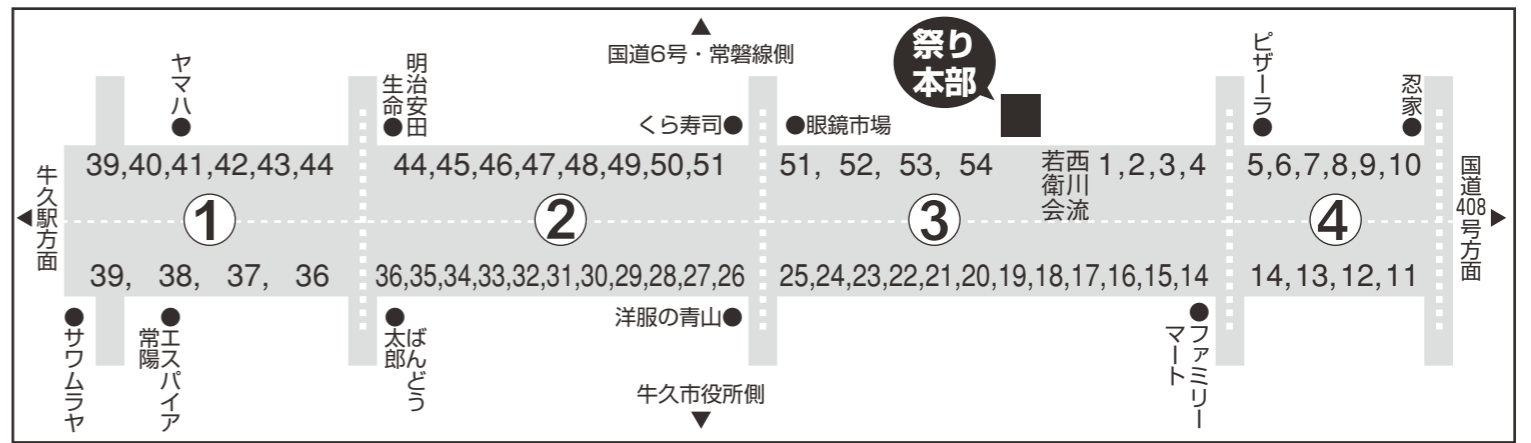 ▲
国道6号・常磐線側
祭り
本部
ヤマハ
明治安田
生命
くら寿司
眼鏡市場
ピザーラ
忍家
39,40,41,42,43,44
44,45,46,47,48,49,50,51
51, 52, 53, 54
西川流
若衛会
1,2,3,4
5,6,7,8,9,10
◀牛久駅方面
①
②
③
④
国道408号方面▶
39, 38, 37, 36
36,35,34,33,32,31,30,29,28,27,26
25,24,23,22,21,20,19,18,17,16,15,14
14,13,12,11
サワムラヤ
エスパイア
常陽
ばんどう
太郎
洋服の青山
ファミリー
マート
牛久市役所側
▼